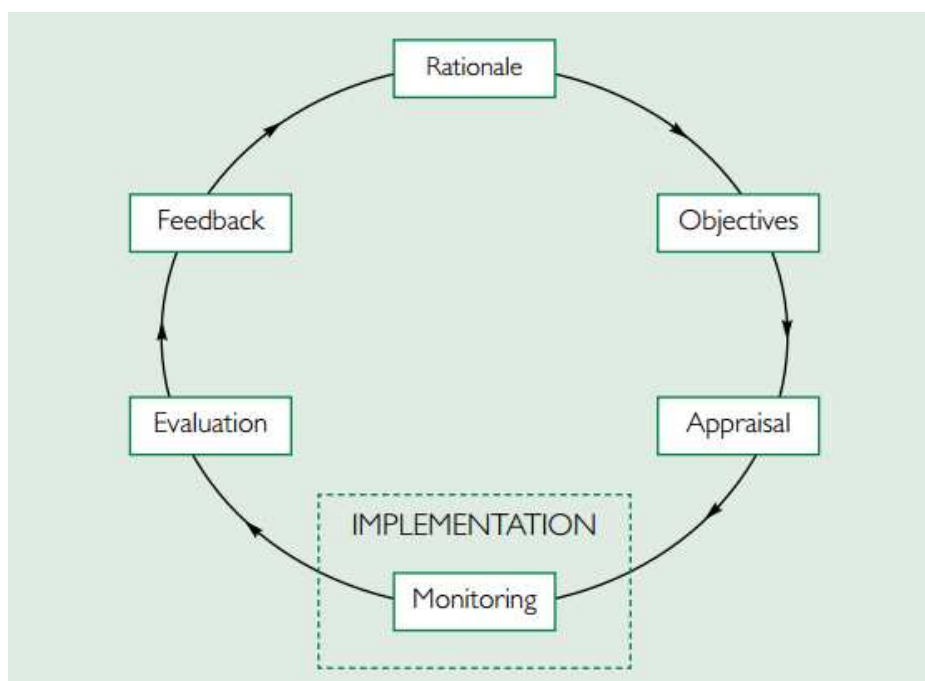 Rationale
Feedback
Objectives
Evaluation
Appraisal
IMPLEMENTATION
Monitoring